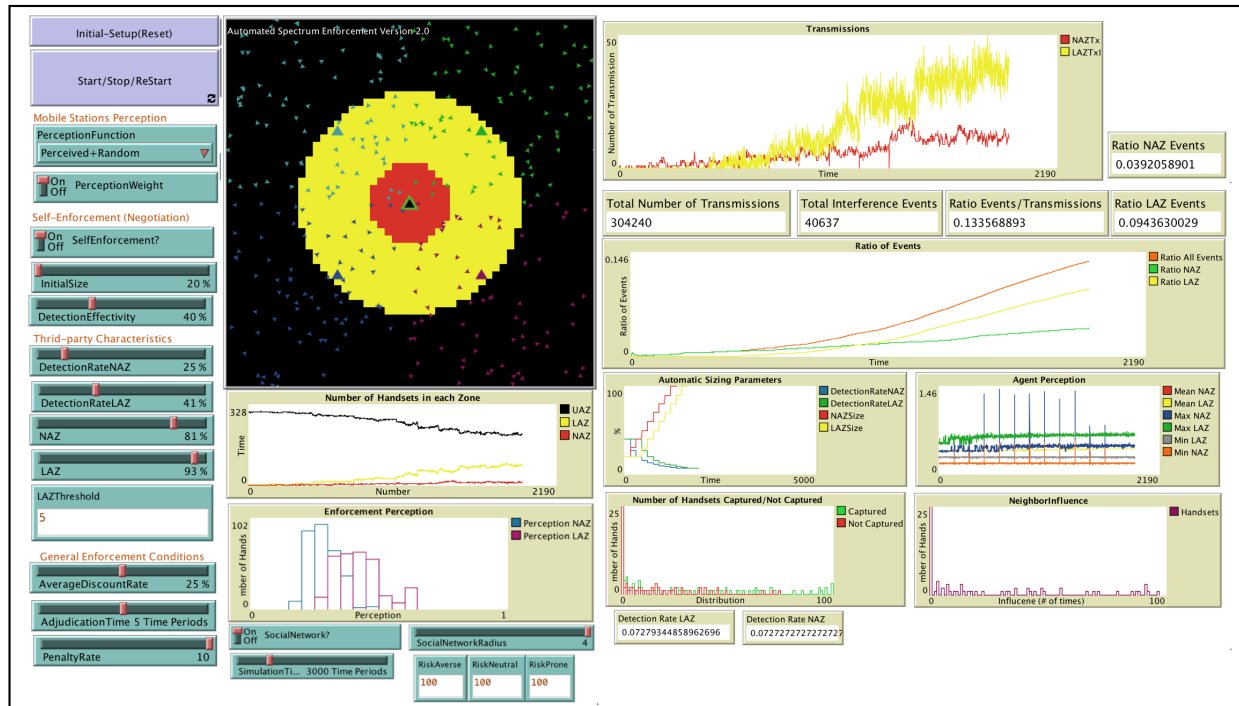 Initial-Setup(Reset)
Start/Stop/ReStart
Mobile Stations Perception
PerceptionFunction
Perceived+Random
On
Off
PerceptionWeight
Self-Enforcement (Negotiation)
On
Off
SelfEnforcement?
InitialSize 20 %
DetectionEffectivity 40 %
Thrid-party Characteristics
DetectionRateNAZ 25 %
DetectionRateLAZ 41 %
NAZ 81 %
LAZ 93 %
LAZThreshold
5
General Enforcement Conditions
AverageDiscountRate 25 %
AdjudicationTime 5 Time Periods
PenaltyRate 10
Automated Spectrum Enforcement Version 2.0
Number of Handsets in each Zone
328
Time
0
0
Number
2190
UAZ
LAZ
NAZ
Enforcement Perception
102
mber of Hands
0
0
Perception
1
Perception NAZ
Perception LAZ
On
Off
SocialNetwork?
SocialNetworkRadius 4
SimulationTi... 3000 Time Periods
RiskAverse
100
RiskNeutral
100
RiskProne
100
Transmissions
50
Number of Transmission
0
0
Time
2190
NAZTx
LAZTxI
Ratio NAZ Events
0.0392058901
Total Number of Transmissions
304240
Total Interference Events
40637
Ratio Events/Transmissions
0.133568893
Ratio LAZ Events
0.0943630029
Ratio of Events
0.146
Ratio of Events
0
0
Time
2190
Ratio All Events
Ratio NAZ
Ratio LAZ
Automatic Sizing Parameters
100
%
0
0
Time
5000
DetectionRateNAZ
DetectionRateLAZ
NAZSize
LAZSize
Agent Perception
1.46
0
0
2190
Mean NAZ
Mean LAZ
Max NAZ
Max LAZ
Min LAZ
Min NAZ
Number of Handsets Captured/Not Captured
25
mber of Hands
0
0
Distribution
100
Captured
Not Captured
NeighborInfluence
25
mber of Hands
0
0
Influcene (# of times)
100
Handsets
Detection Rate LAZ
0.07279344858962696
Detection Rate NAZ
0.0727272727272727